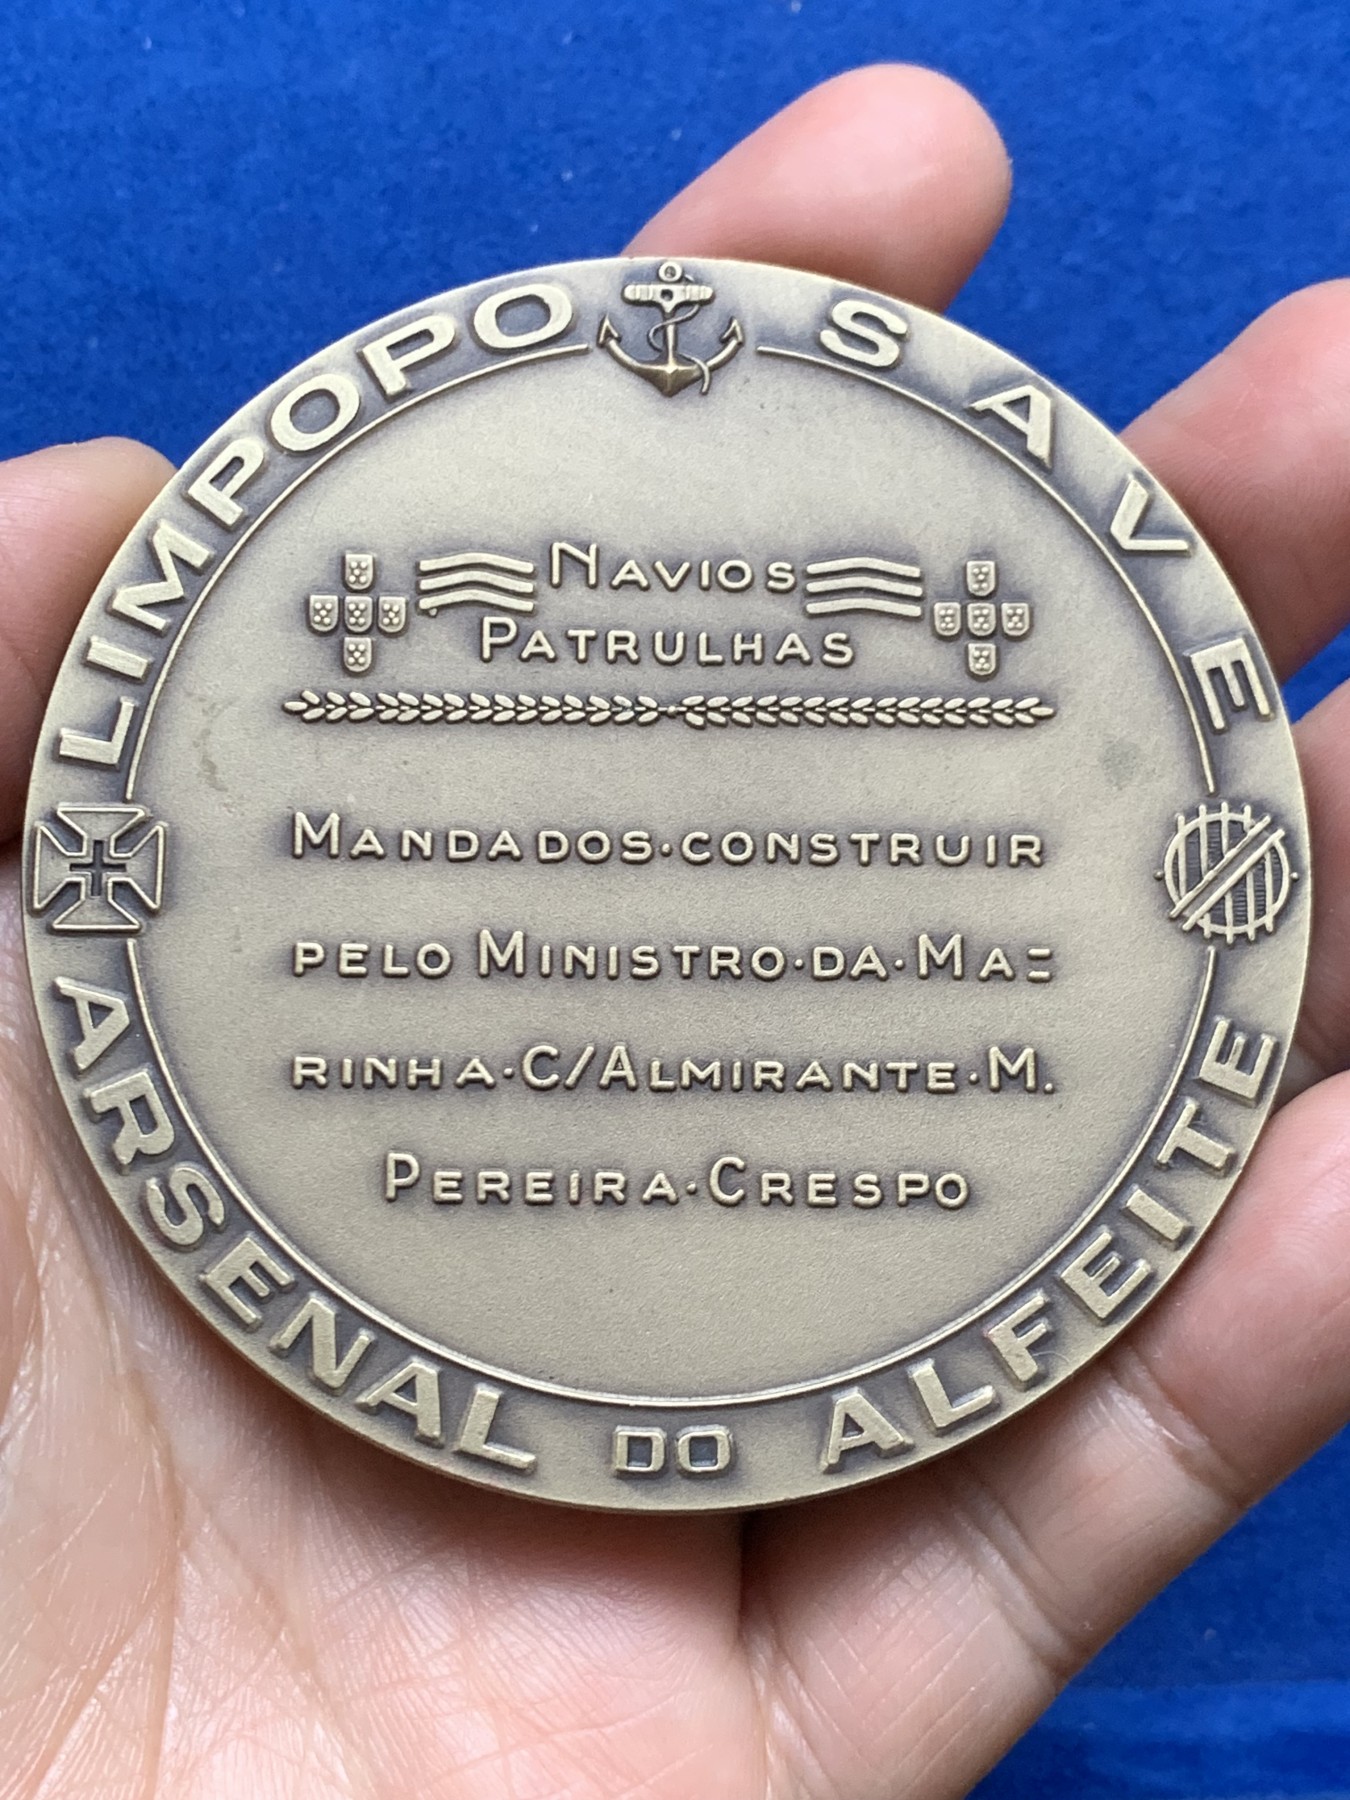 LIMPOPO SAVE
NAVIOS
PATRULHAS
MANDADOS·CONSTRUIR
PELO MINISTRO·DA·MA=
RINHA·C/ALMIRANTE·M.
PEREIRA·CRESPO
ARSENAL DO ALFEITE